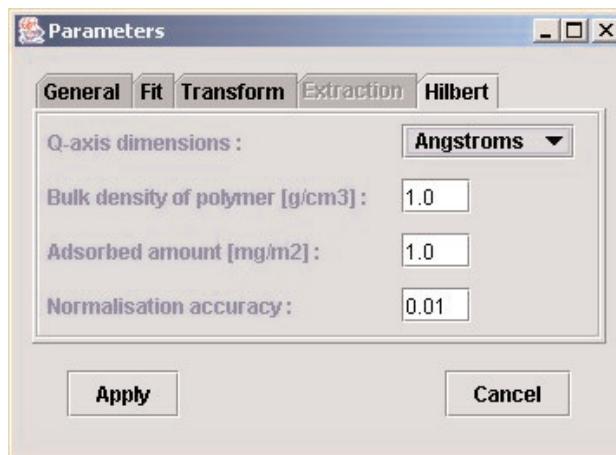 Parameters
General Fit Transform Extraction Hilbert
Q-axis dimensions : Angstroms
Bulk density of polymer [g/cm3] : 1.0
Adsorbed amount [mg/m2] : 1.0
Normalisation accuracy : 0.01
Apply Cancel